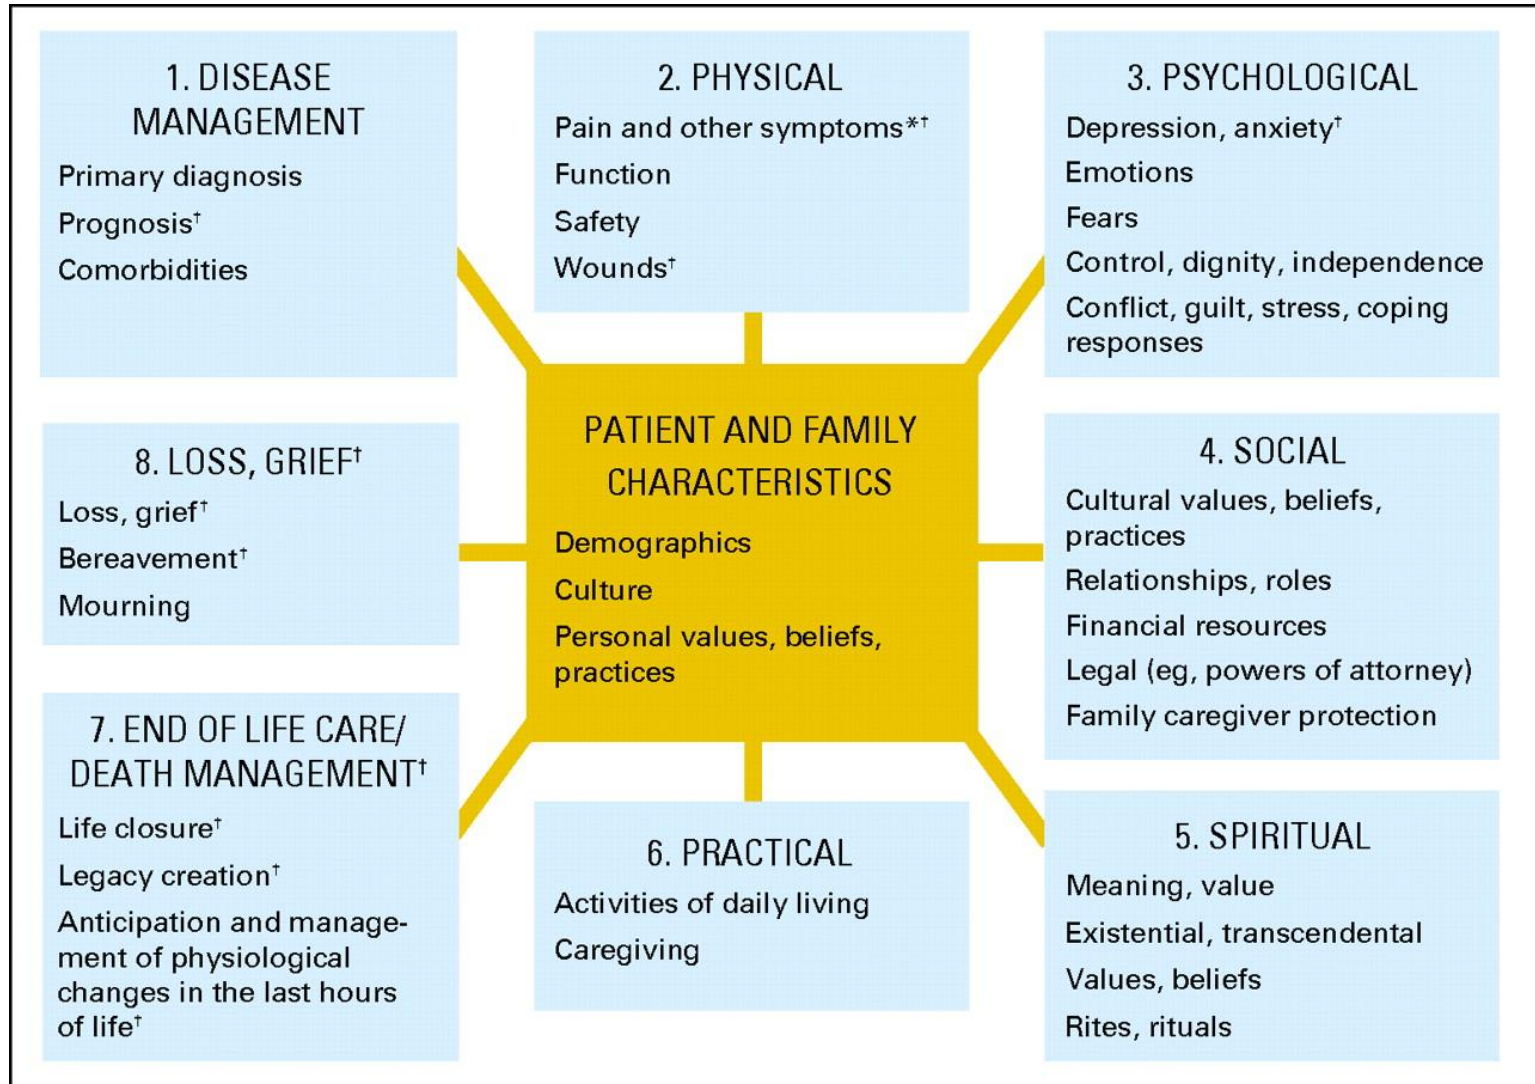 1. DISEASE
MANAGEMENT
Primary diagnosis
Prognosis†
Comorbidities
2. PHYSICAL
Pain and other symptoms*†
Function
Safety
Wounds†
3. PSYCHOLOGICAL
Depression, anxiety†
Emotions
Fears
Control, dignity, independence
Conflict, guilt, stress, coping
responses
8. LOSS, GRIEF†
Loss, grief†
Bereavement†
Mourning
PATIENT AND FAMILY
CHARACTERISTICS
Demographics
Culture
Personal values, beliefs,
practices
4. SOCIAL
Cultural values, beliefs,
practices
Relationships, roles
Financial resources
Legal (eg, powers of attorney)
Family caregiver protection
7. END OF LIFE CARE/
DEATH MANAGEMENT†
Life closure†
Legacy creation†
Anticipation and manage-
ment of physiological
changes in the last hours
of life†
6. PRACTICAL
Activities of daily living
Caregiving
5. SPIRITUAL
Meaning, value
Existential, transcendental
Values, beliefs
Rites, rituals